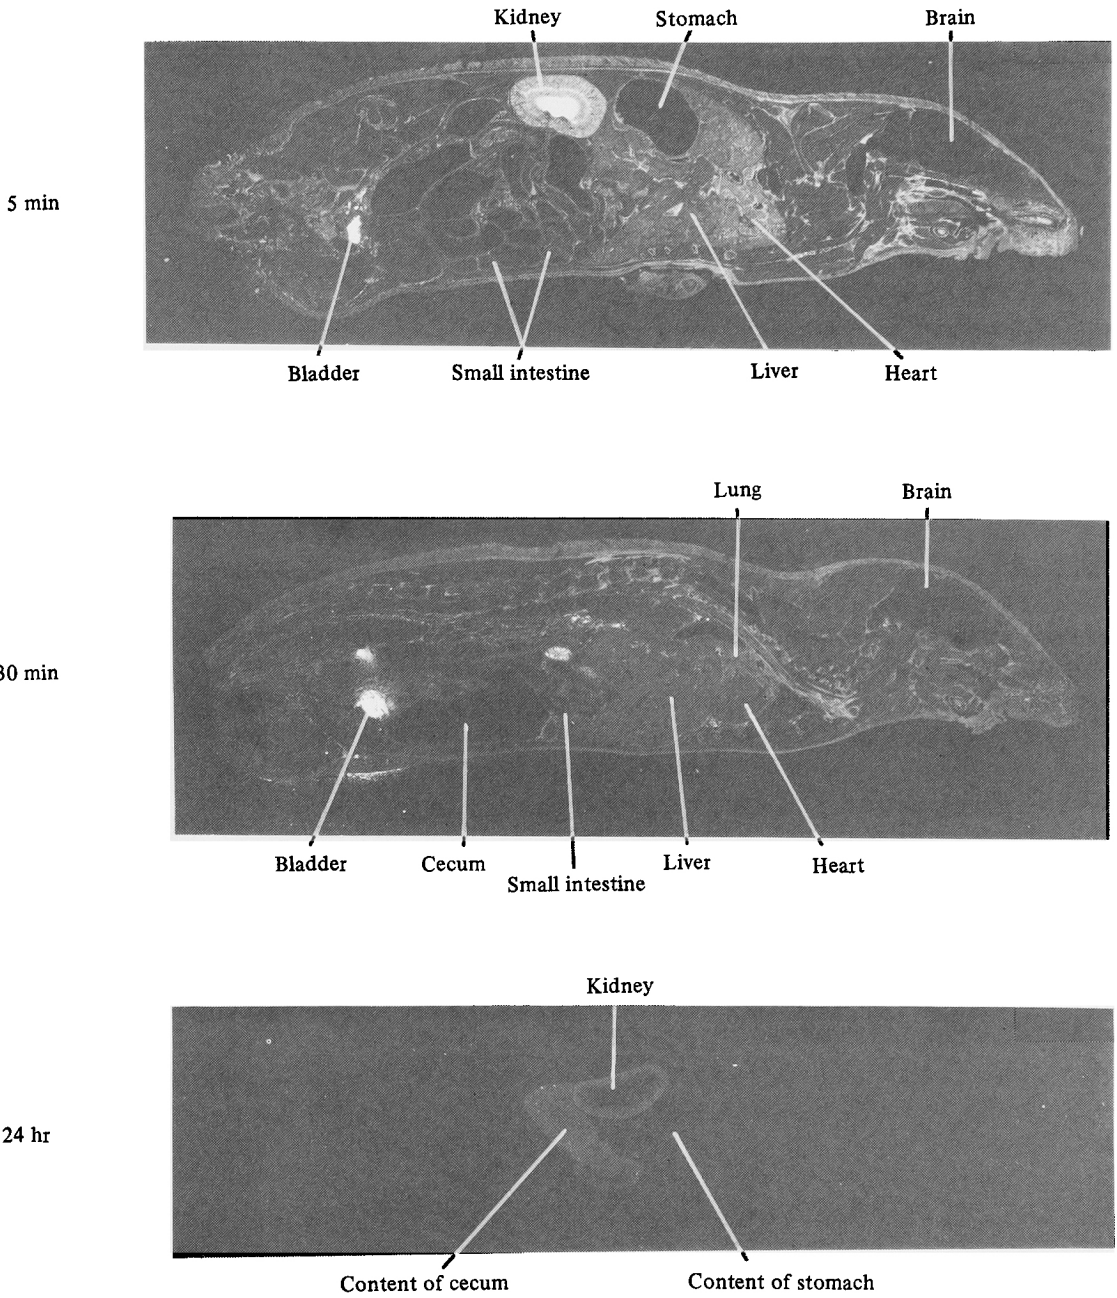 Kidney Stomach Brain
5 min
Bladder Small intestine Liver Heart
Lung Brain
30 min
Bladder Cecum Liver Heart
Small intestine
Kidney
24 hr
Content of cecum Content of stomach